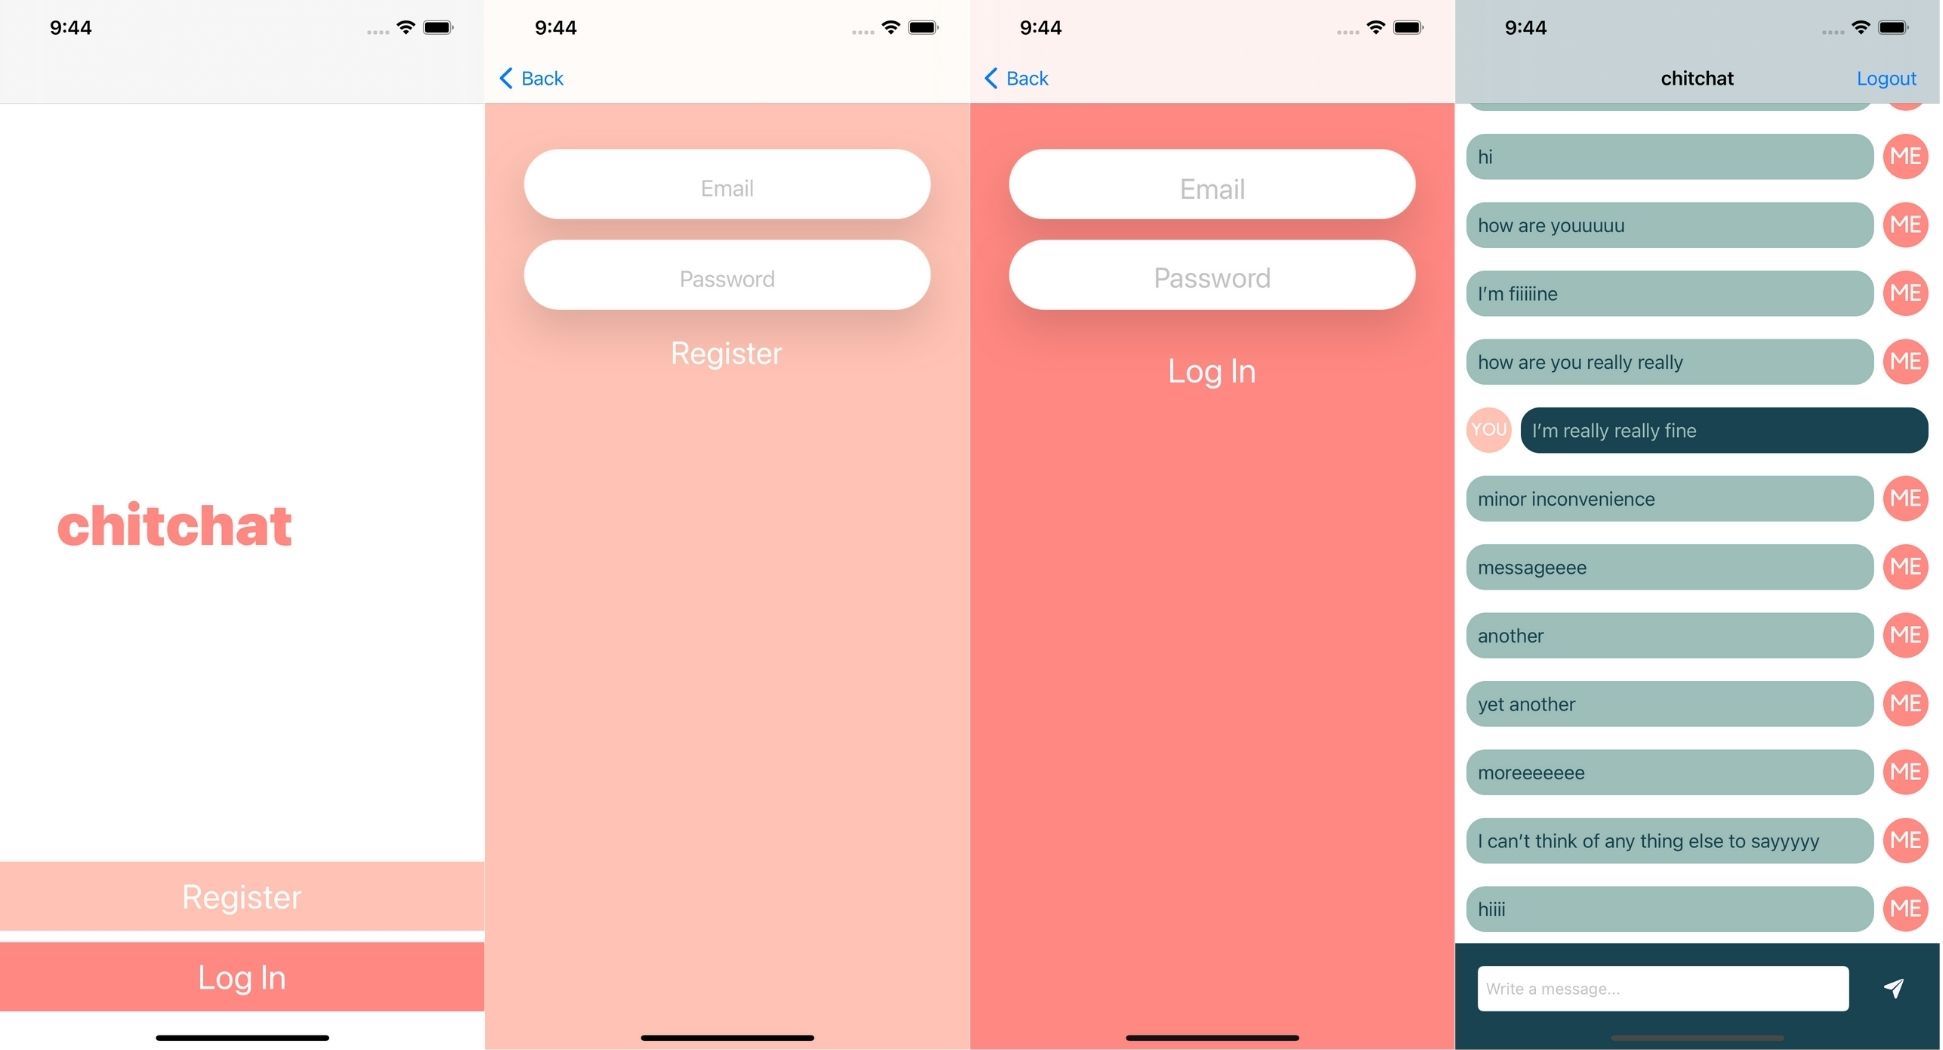 9:44
chitchat
Register
Log In
9:44
Back
Email
Password
Register
9:44
Back
Email
Password
Log In
9:44
chitchat Logout
hi ME
how are youuuuu ME
I'm fiiiiine ME
how are you really really ME
YOU I'm really really fine
minor inconvenience ME
messageeee ME
another ME
yet another ME
moreeeeeee ME
I can't think of any thing else to sayyyyy ME
hiiii ME
Write a message...